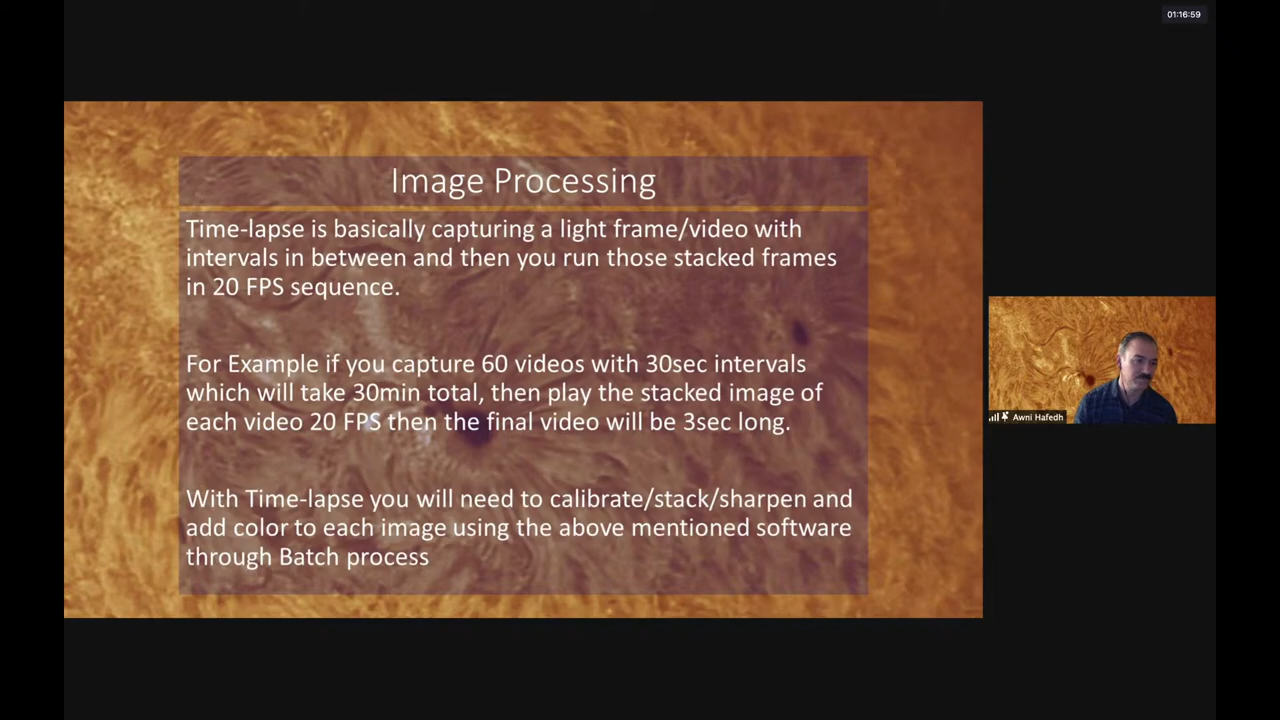 01:16:59
Image Processing
Time-lapse is basically capturing a light frame/video with
intervals in between and then you run those stacked frames
in 20 FPS sequence.
For Example if you capture 60 videos with 30sec intervals
which will take 30min total, then play the stacked image of
each video 20 FPS then the final video will be 3sec long.
With Time-lapse you will need to calibrate/stack/sharpen and
add color to each image using the above mentioned software
through Batch process
Awni Hafedh